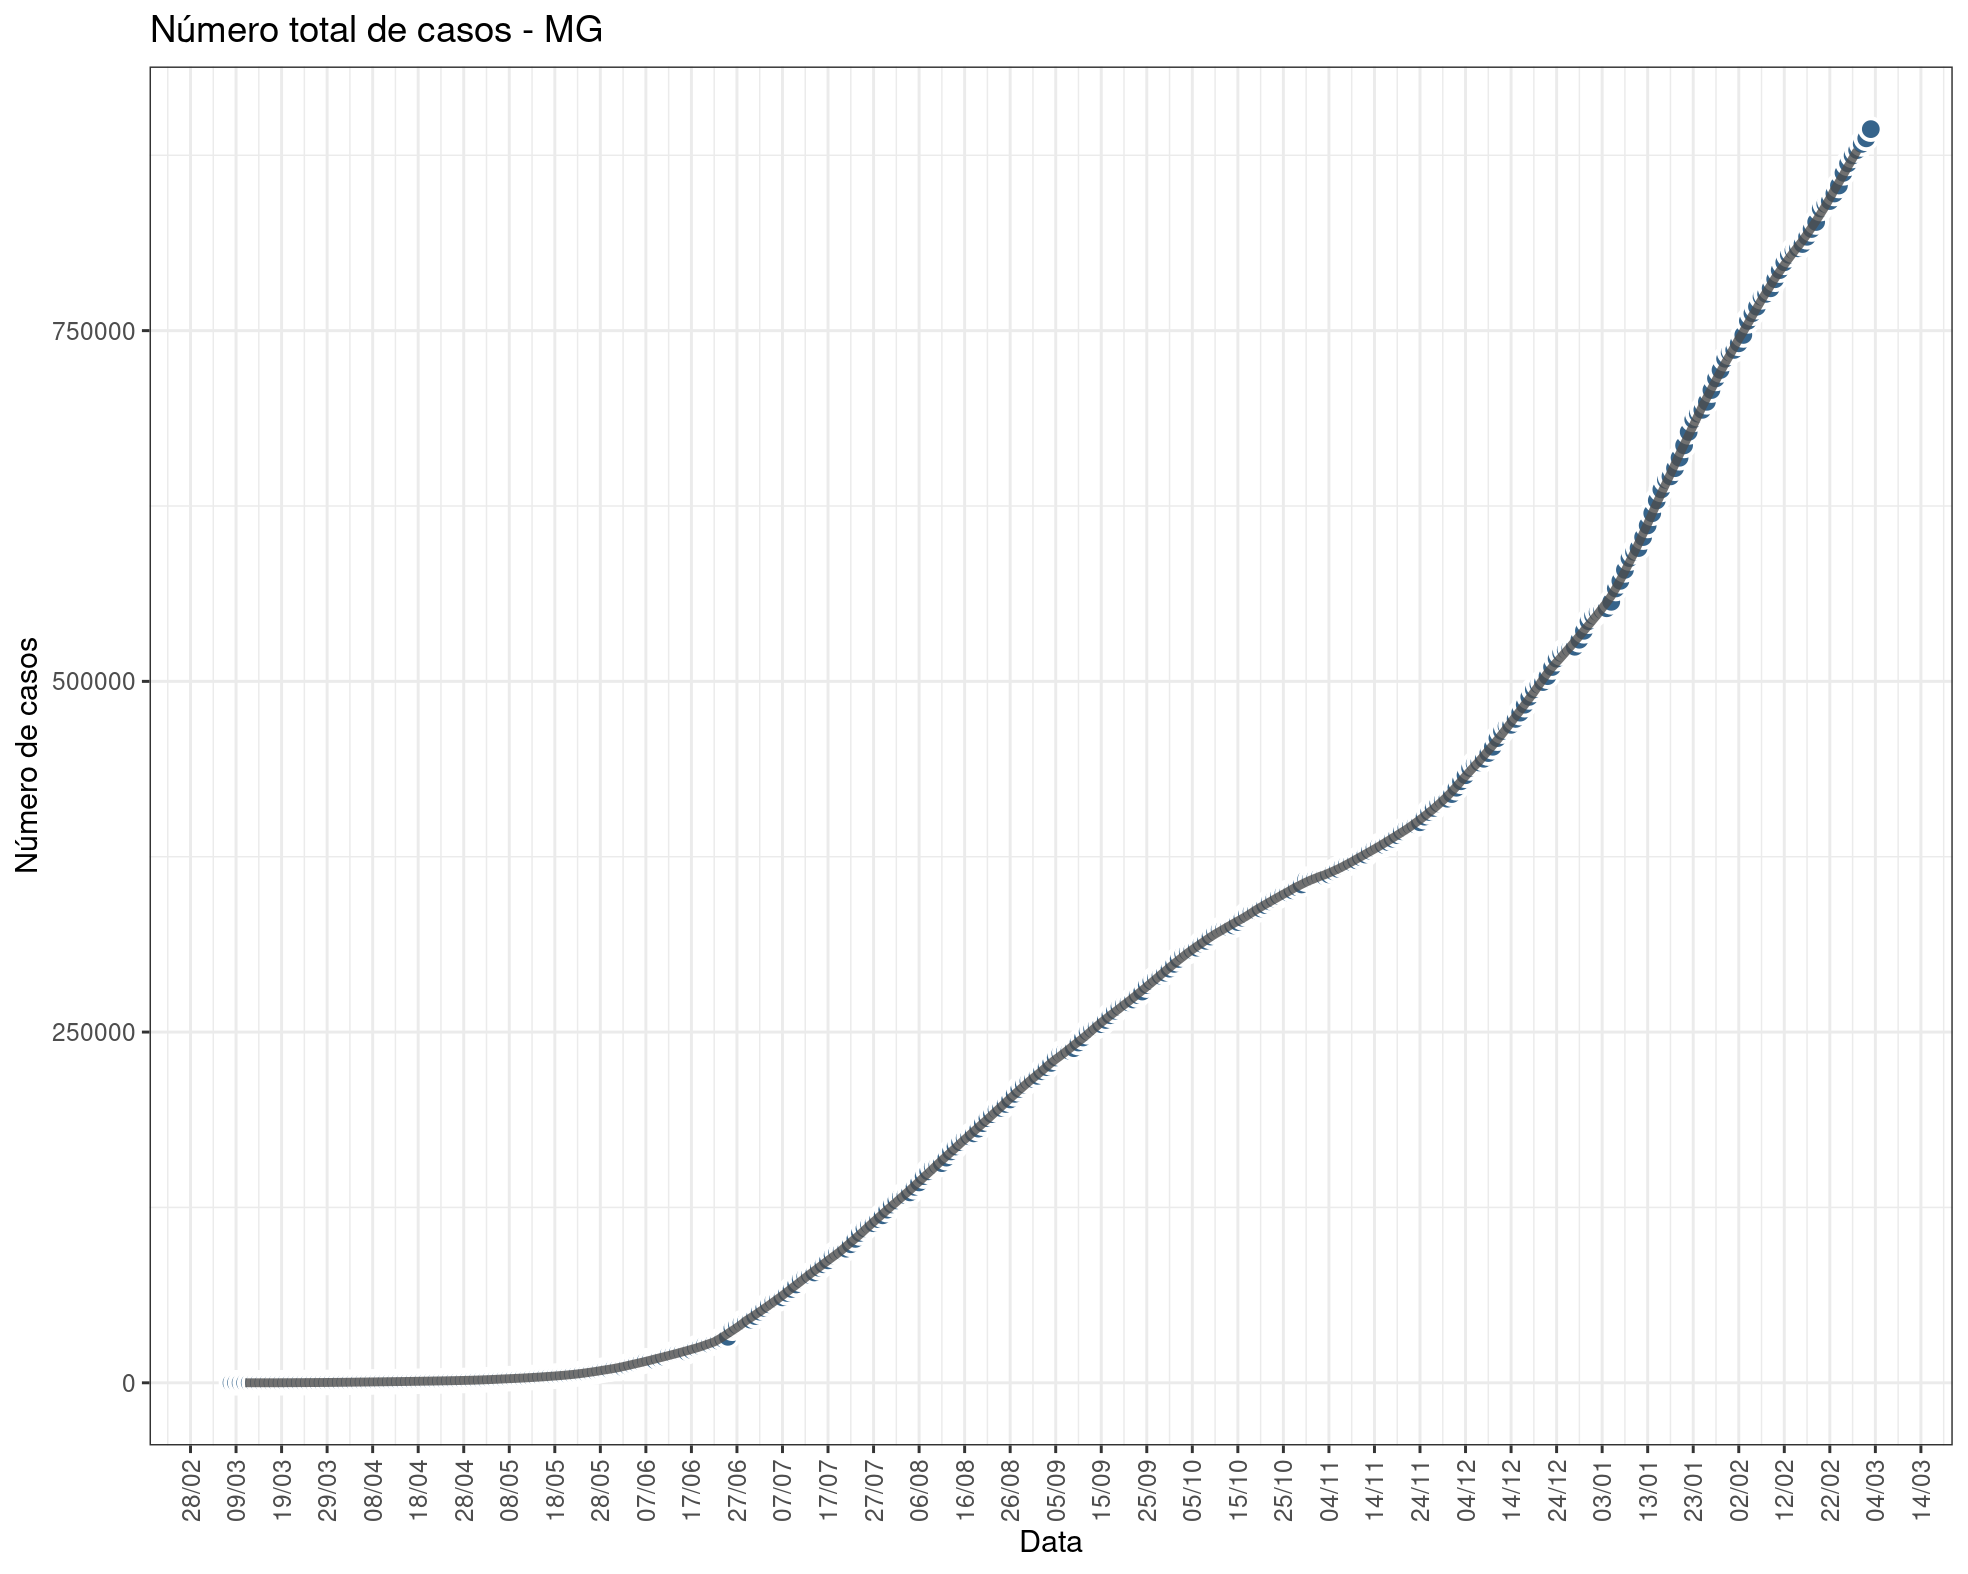 Número total de casos - MG
Número de casos
750000
500000
250000
0
28/02 09/03 19/03 29/03 08/04 18/04 28/04 08/05 18/05 28/05 07/06 17/06 27/06 07/07 17/07 27/07 06/08 16/08 26/08 05/09 15/09 25/09 05/10 15/10 25/10 04/11 14/11 24/11 04/12 14/12 24/12 03/01 13/01 23/01 02/02 12/02 22/02 04/03 14/03
Data